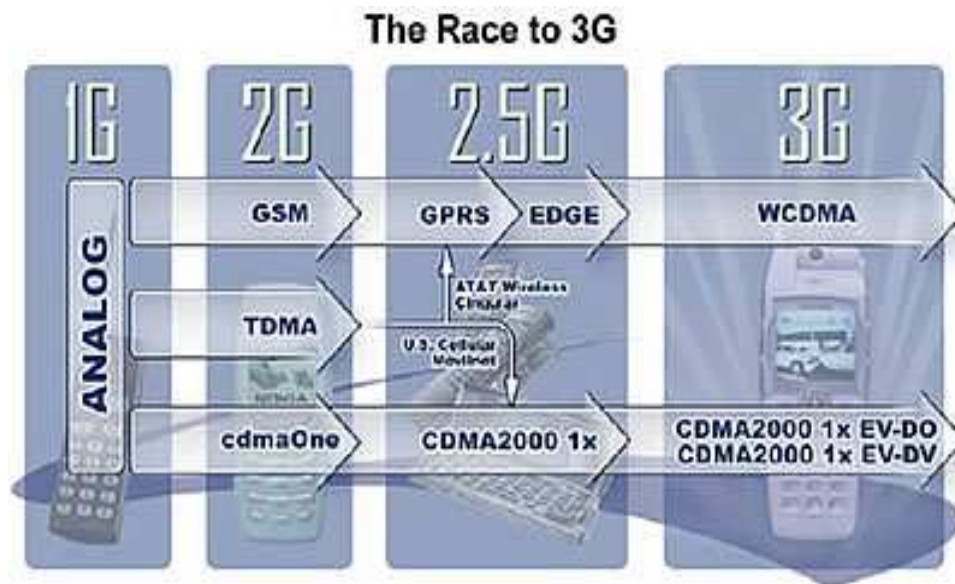 The Race to 3G
1G
2G
2.5G
3G
ANALOG
GSM
GPRS
EDGE
WCDMA
AT&T Wireless
Cingular
TDMA
U.S. Cellular
Movilnet
NOKIA
cdmaOne
CDMA2000 1x
CDMA2000 1x EV-DO
CDMA2000 1x EV-DV